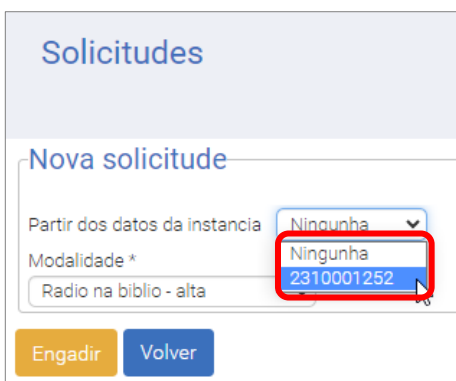 Solicitudes
Nova solicitude
Partir dos datos da instancia Ningunha
Ningunha
Modalidade *
2310001252
Radio na biblio - alta
Engadir Volver